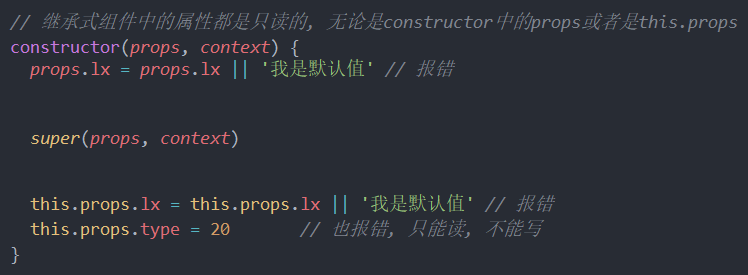 // 继承式组件中的属性都是只读的, 无论是constructor中的props或者是this.props
constructor(props, context) {
props.lx = props.lx || '我是默认值' // 报错
super(props, context)
this.props.lx = this.props.lx || '我是默认值' // 报错
this.props.type = 20 // 也报错, 只能读, 不能写
}